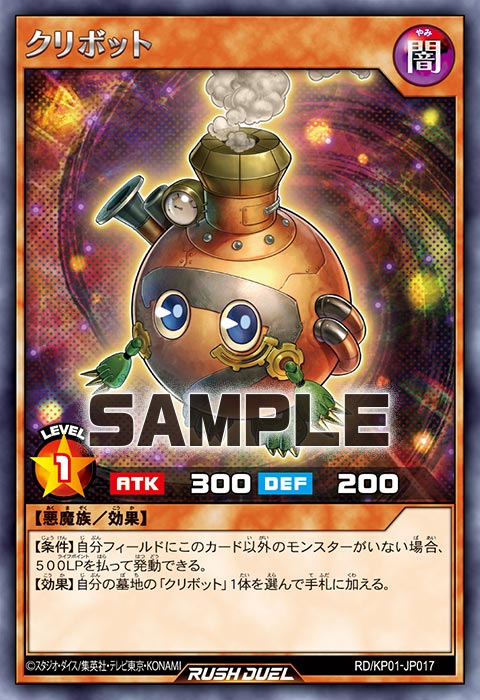 クリボット
やみ
闇
SAMPLE
LEVEL
1
ATK 300 DEF 200
【悪魔族／効果】
【条件】自分フィールドにこのカード以外のモンスターがいない場合、
500LPを払って発動できる。
【効果】自分の墓地の「クリボット」1体を選んで手札に加える。
©スタジオ・ダイス/集英社・テレビ東京・KONAMI
RUSH DUEL
RD/KP01-JP017